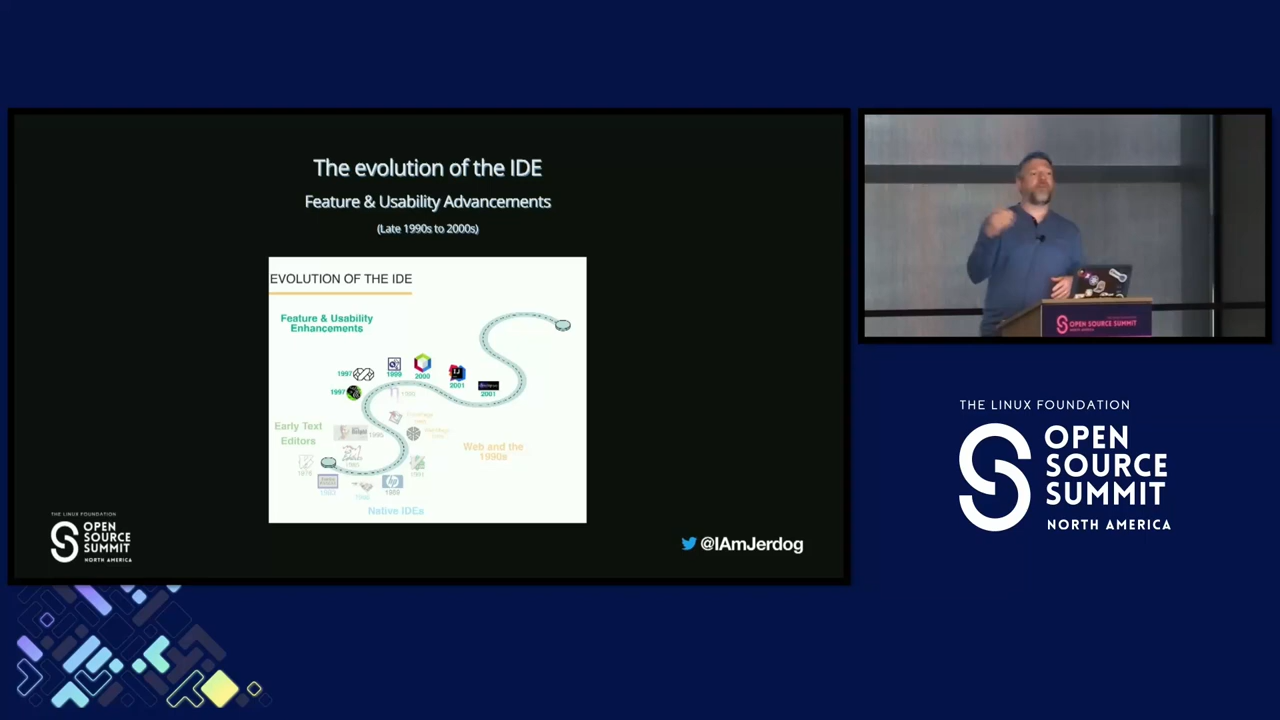 The evolution of the IDE
Feature & Usability Advancements
(Late 1990s to 2000s)
EVOLUTION OF THE IDE
Feature & Usability
Enhancements
1997
1999
2000
2001
2001
1997
1995
Early Text
Editors
Web and the
1990s
1989
Native IDEs
THE LINUX FOUNDATION
OPEN
SOURCE
SUMMIT
NORTH AMERICA
@IAmJerdog
OPEN SOURCE SUMMIT
THE LINUX FOUNDATION
OPEN
SOURCE
SUMMIT
NORTH AMERICA